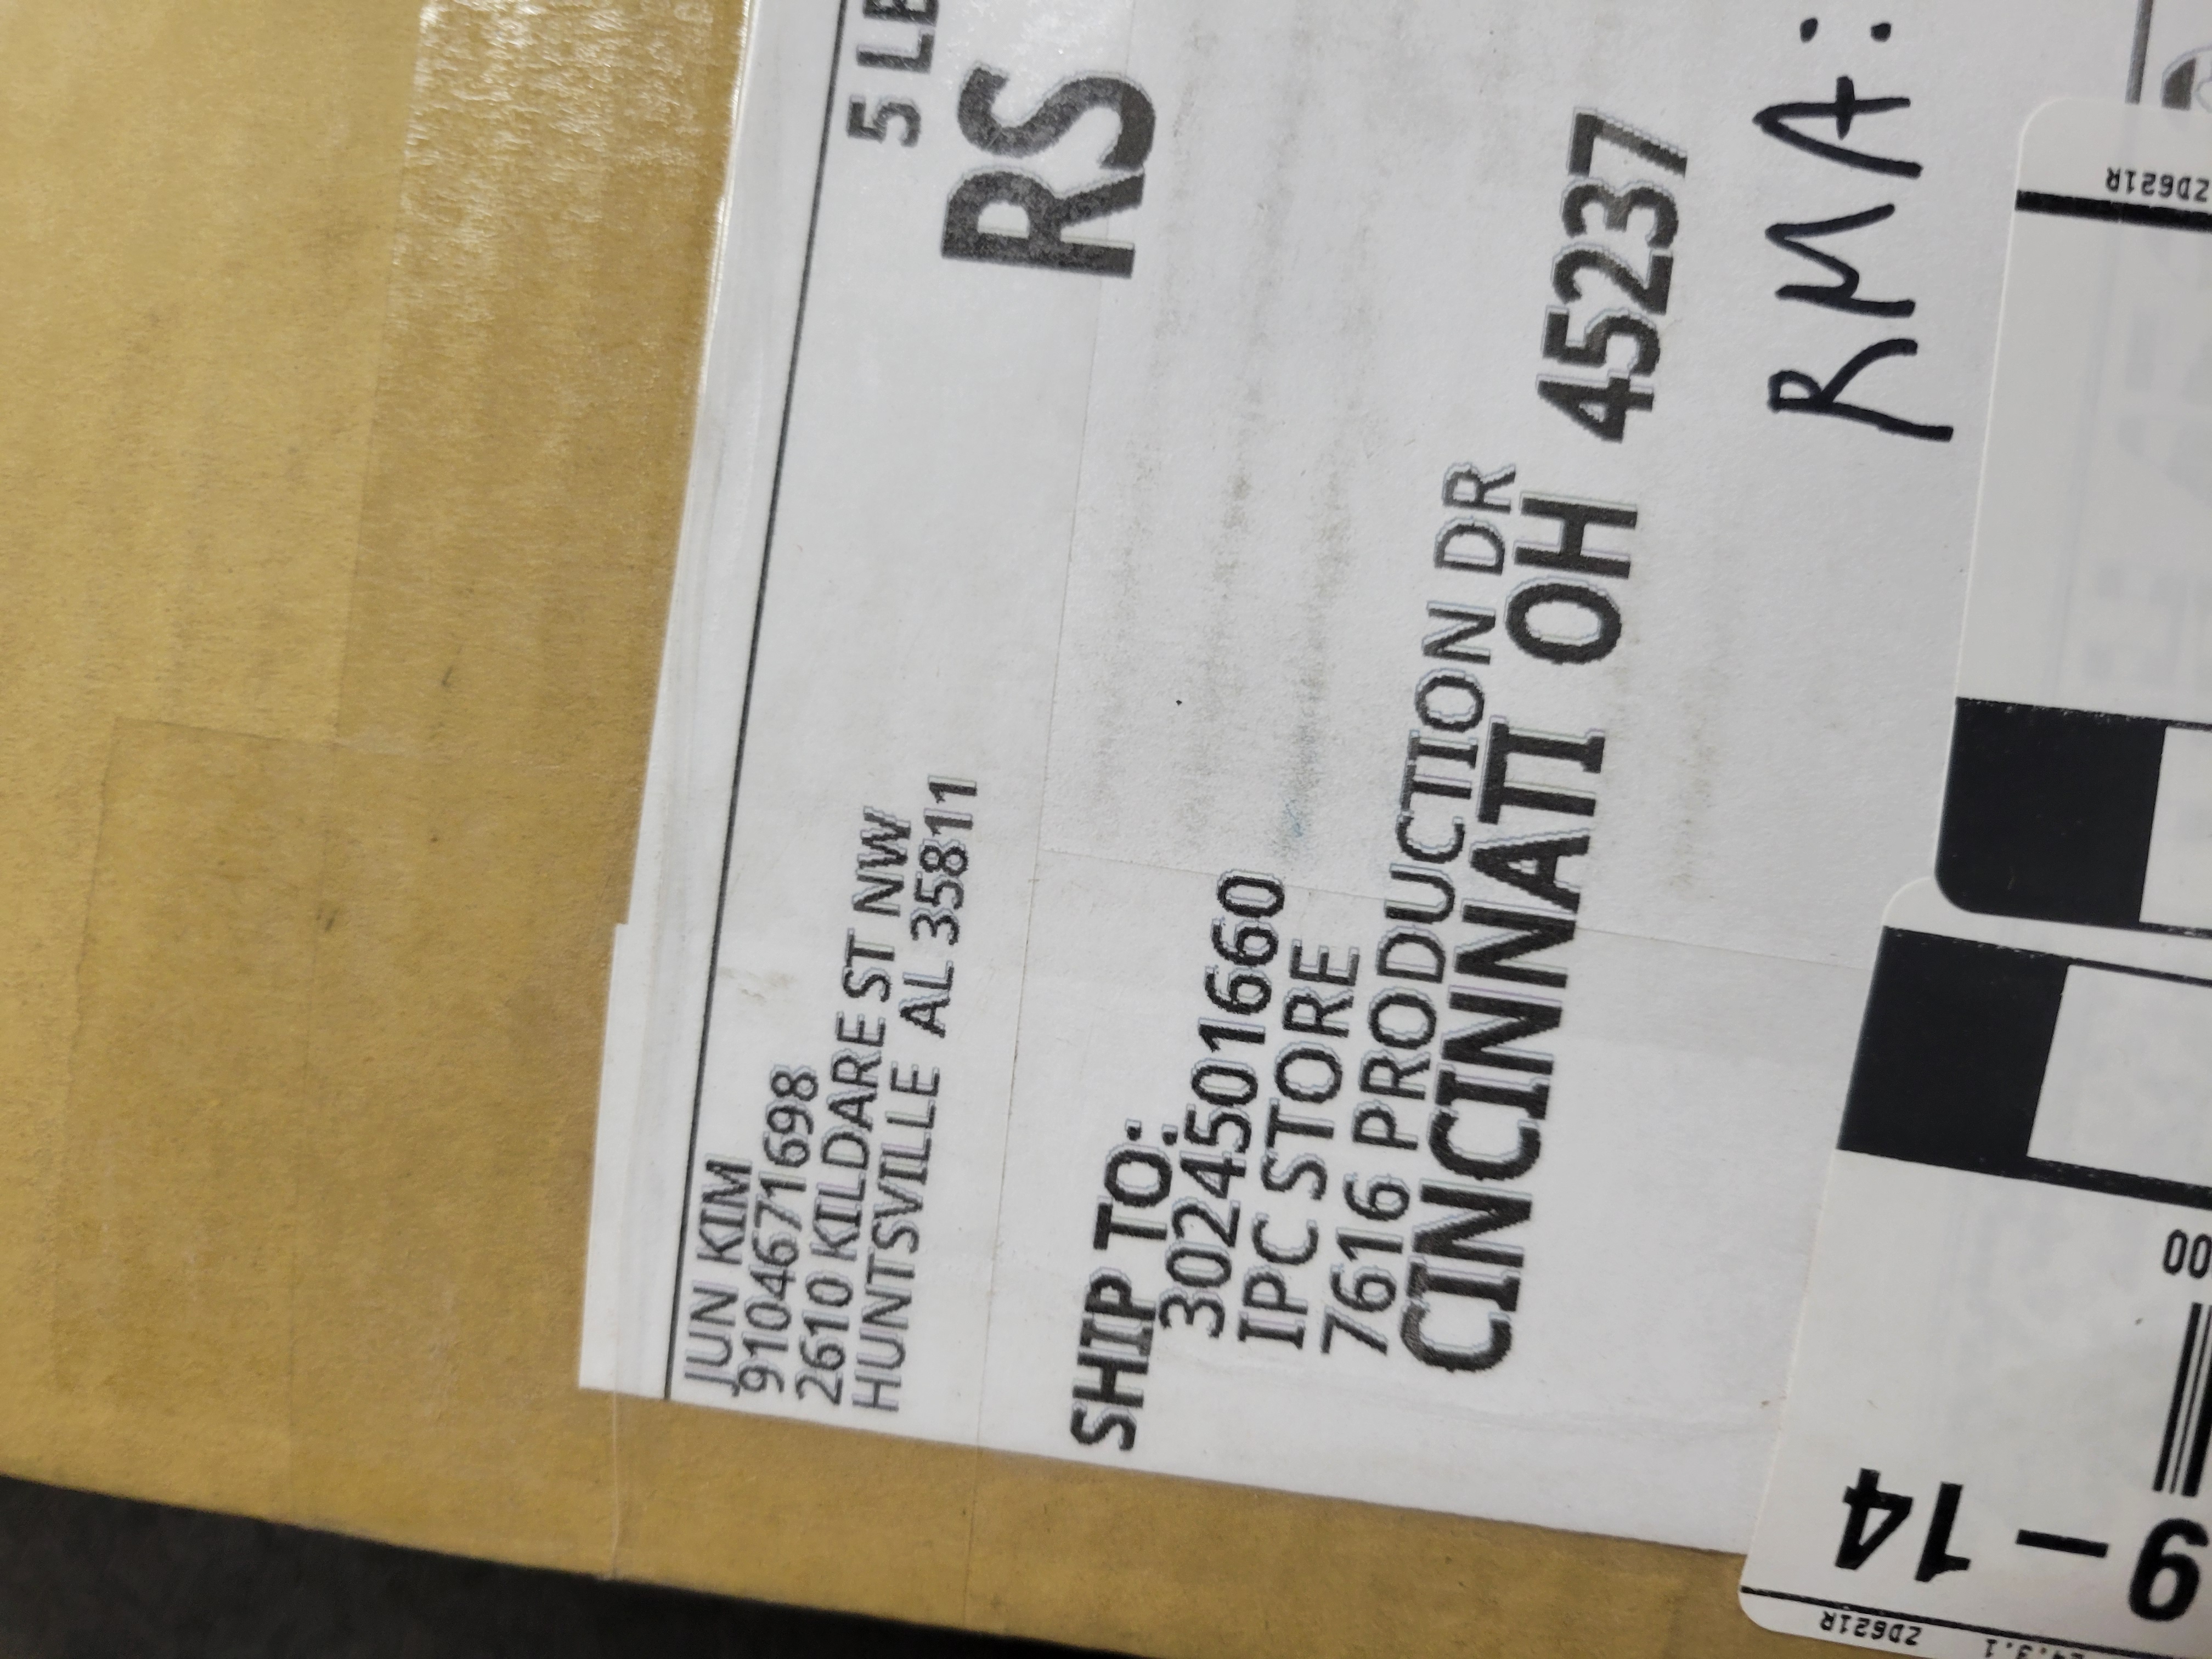 JUN KIM
9104671698
2610 KILDARE ST NW
HUNTSVILLE AL 35811
5 LB
RS
SHIP TO:
3024501660
IPC STORE
7616 PRODUCTION DR
CINCINNATI OH 45237
RMA:
ZD621R
00
9-14
ZD621R